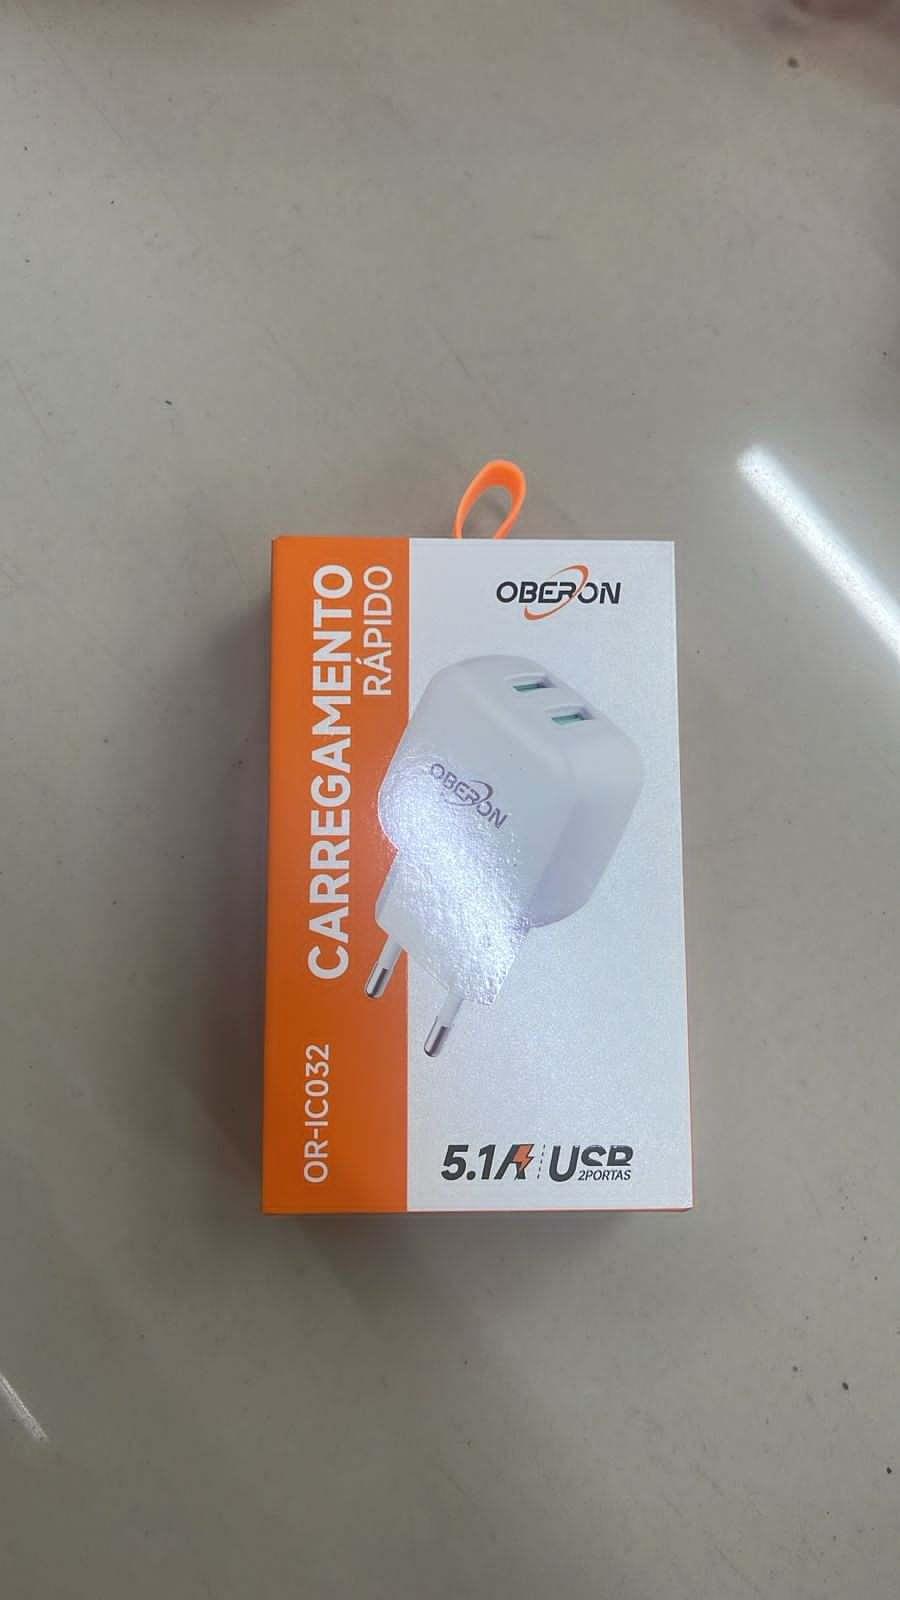 CARREGAMENTO
RÁPIDO
OR-IC032
OBERON
OBERON
5.1A USB
2PORTAS